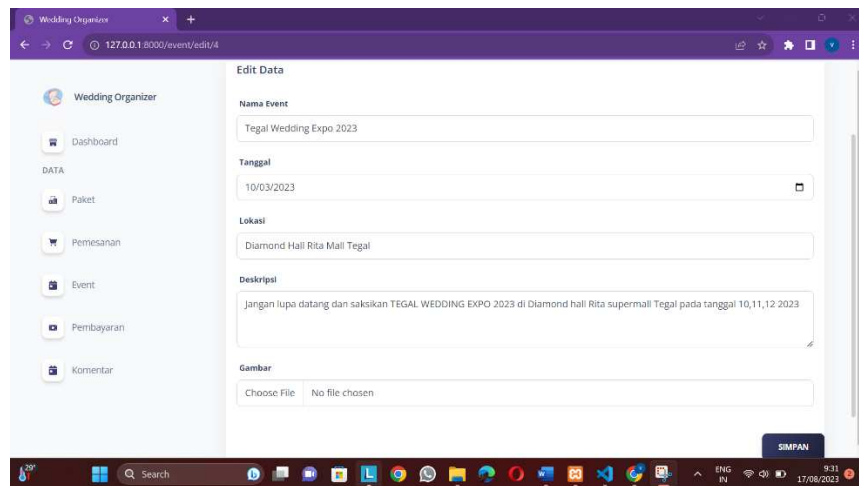 Wedding Organizer
127.0.0.1:8000/event/edit/4
Wedding Organizer
Dashboard
DATA
Paket
Pemesanan
Event
Pembayaran
Komentar
Edit Data
Nama Event
Tegal Wedding Expo 2023
Tanggal
10/03/2023
Lokasi
Diamond Hall Rita Mall Tegal
Deskripsi
Jangan lupa datang dan saksikan TEGAL WEDDING EXPO 2023 di Diamond hall Rita supermall Tegal pada tanggal 10,11,12 2023
Gambar
Choose File No file chosen
SIMPAN
29°
Search
ENG
IN
9:31
17/08/2023
2